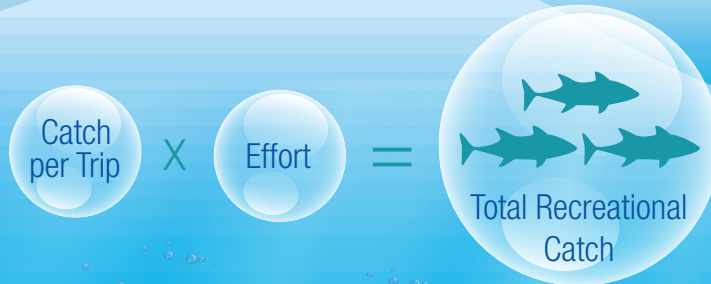 Catch
per Trip
X
Effort
=
Total Recreational
Catch